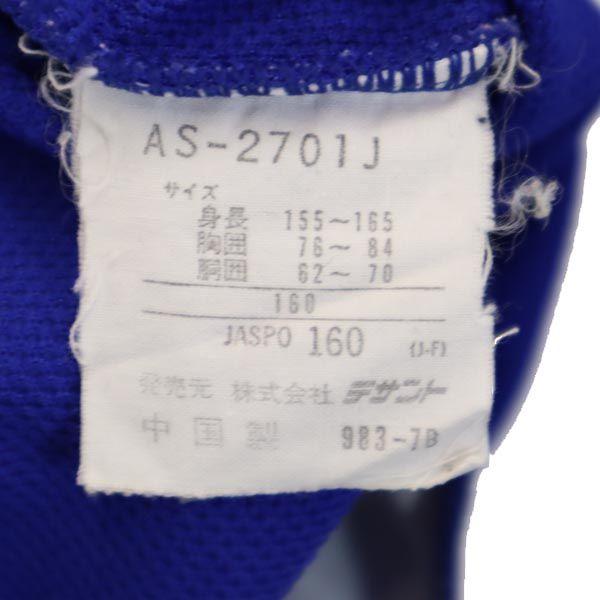 AS-2701J
サイズ
身長 155～165
胸囲 76～84
胴囲 62～70
160
JASPO 160 (J-F)
発売元 株式会社 デサント
中国製 983-7B